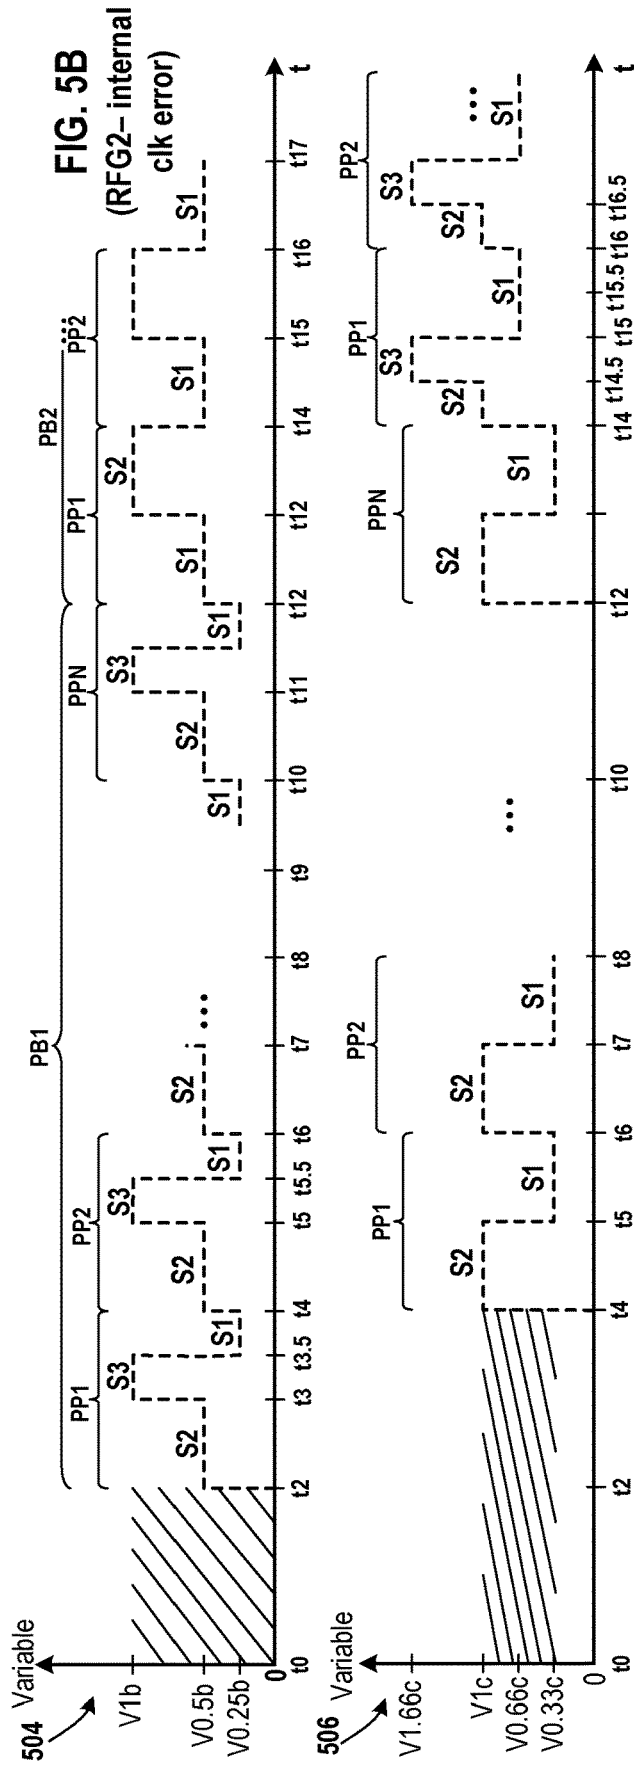 FIG. 5B
(RFG2– internal
clk error)
504
Variable
V1b
V0.5b
V0.25b
0
PB1
PB2
PP1
PP2
PPN
PP1
PP2
...
S2
S3
S1
S2
S3
S1
S2
...
S1
S2
S3
S1
S1
S2
S1
S1
t0
t2
t3
t3.5
t4
t5
t5.5
t6
t7
t8
t9
t10
t11
t12
t12
t14
t15
t16
t17
t
506
Variable
V1.66c
V1c
V0.66c
V0.33c
0
PP1
PP2
PPN
PP1
PP2
S2
S1
S2
S1
...
S2
S1
S2
S3
S1
S2
S3
S1
...
t0
t2
t4
t5
t6
t7
t8
t10
t12
t14
t14.5
t15
t15.5
t16
t16.5
t